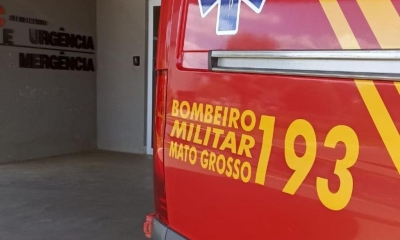 E URGÊNCIA
MERGÊNCIA
BOMBEIRO
MILITAR
MATO GROSSO
193